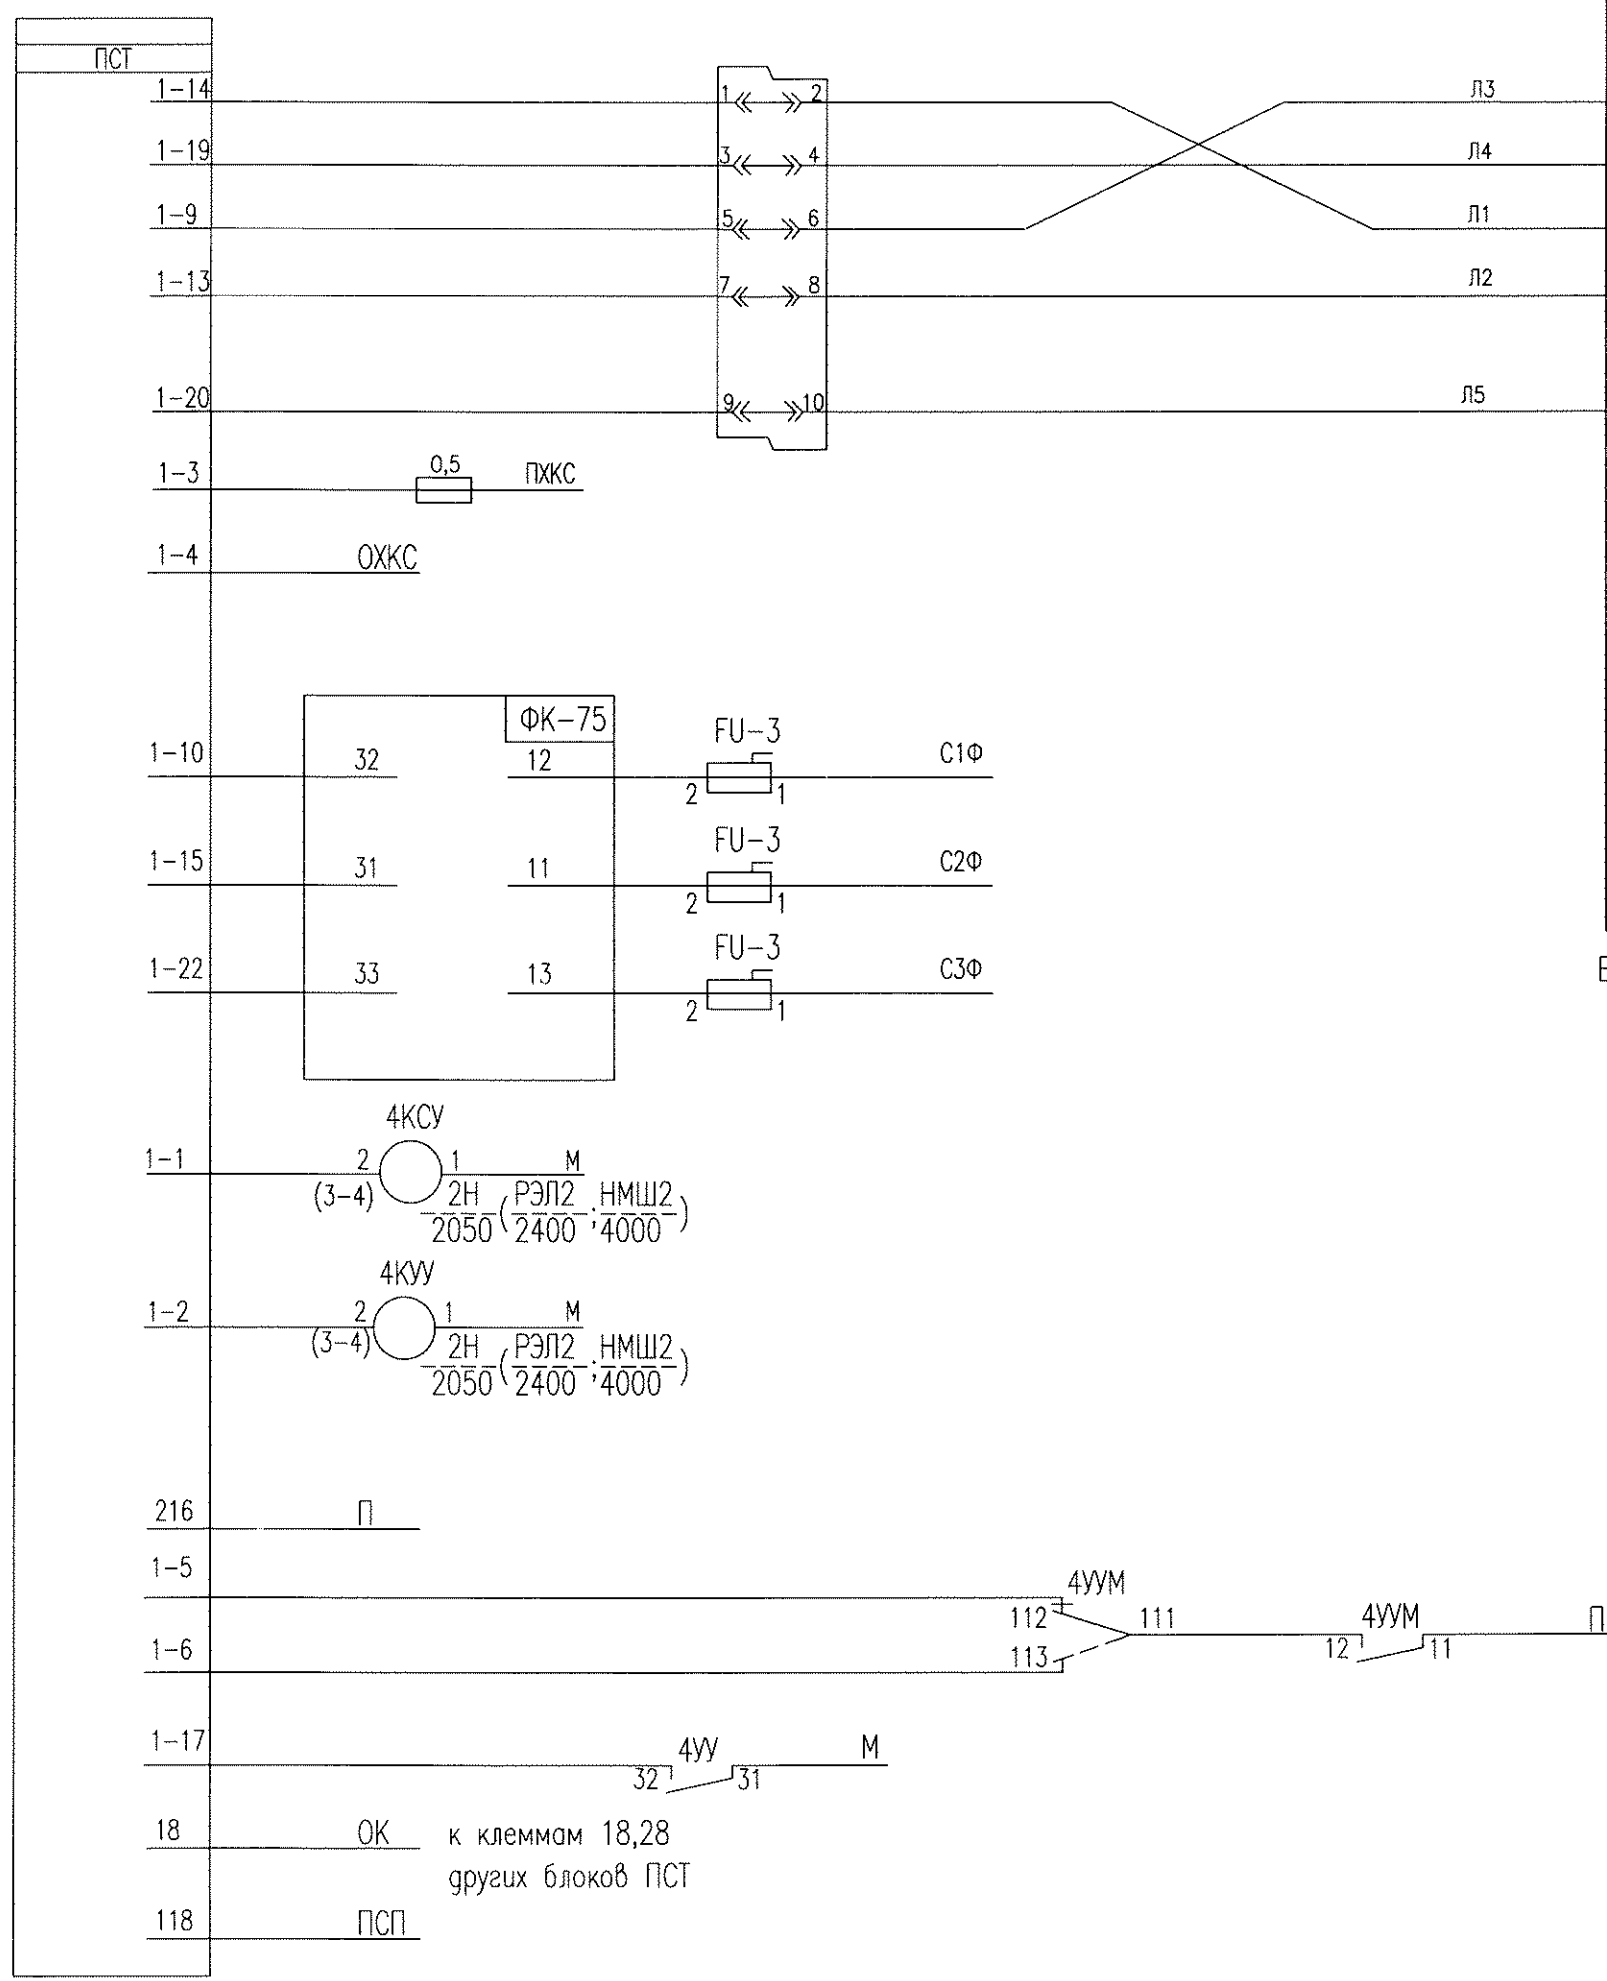 ПСТ
1-14 1 2 Л3
1-19 3 4 Л4
1-9 5 6 Л1
1-13 7 8 Л2
1-20 9 10 Л5
1-3 0,5 ПХКС
1-4 ОХКС
ФК-75
FU-3
1-10 32 12 2 1 С1Ф
FU-3
1-15 31 11 2 1 С2Ф
FU-3
1-22 33 13 2 1 С3Ф
4КСУ
1-1 2 1 М
(3-4) 2Н/2050 (РЭЛ2/2400 ; НМШ2/4000)
4КУУ
1-2 2 1 М
(3-4) 2Н/2050 (РЭЛ2/2400 ; НМШ2/4000)
216 П
1-5 4УУМ
112 111 4УУМ П
1-6 113 12 11
1-17 4УУ М
32 31
18 ОК к клеммам 18,28
других блоков ПСТ
118 ПСП